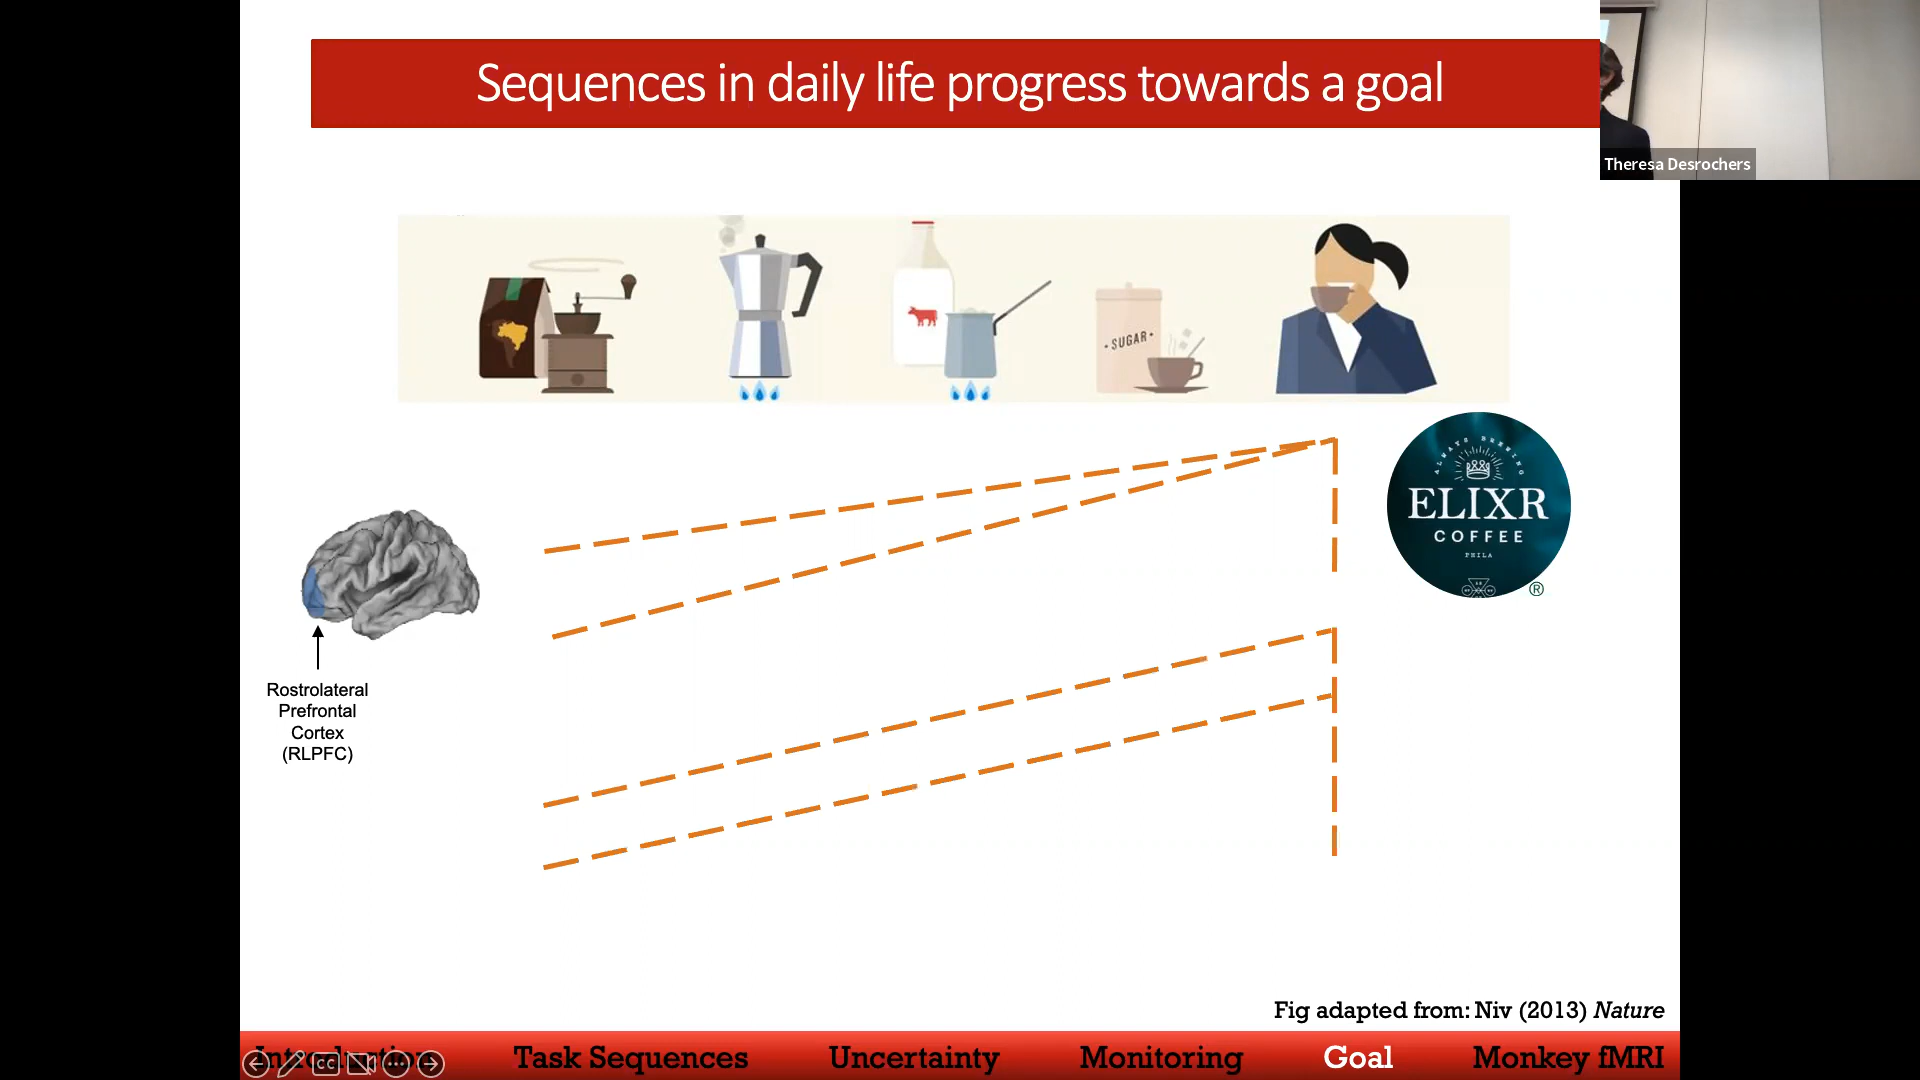 Sequences in daily life progress towards a goal
Theresa Desrochers
•SUGAR•
ALWAYS BREWING
ELIXR
COFFEE
PHILA
®
Rostrolateral
Prefrontal
Cortex
(RLPFC)
Fig adapted from: Niv (2013) Nature
Introduction Task Sequences Uncertainty Monitoring Goal Monkey fMRI
CC